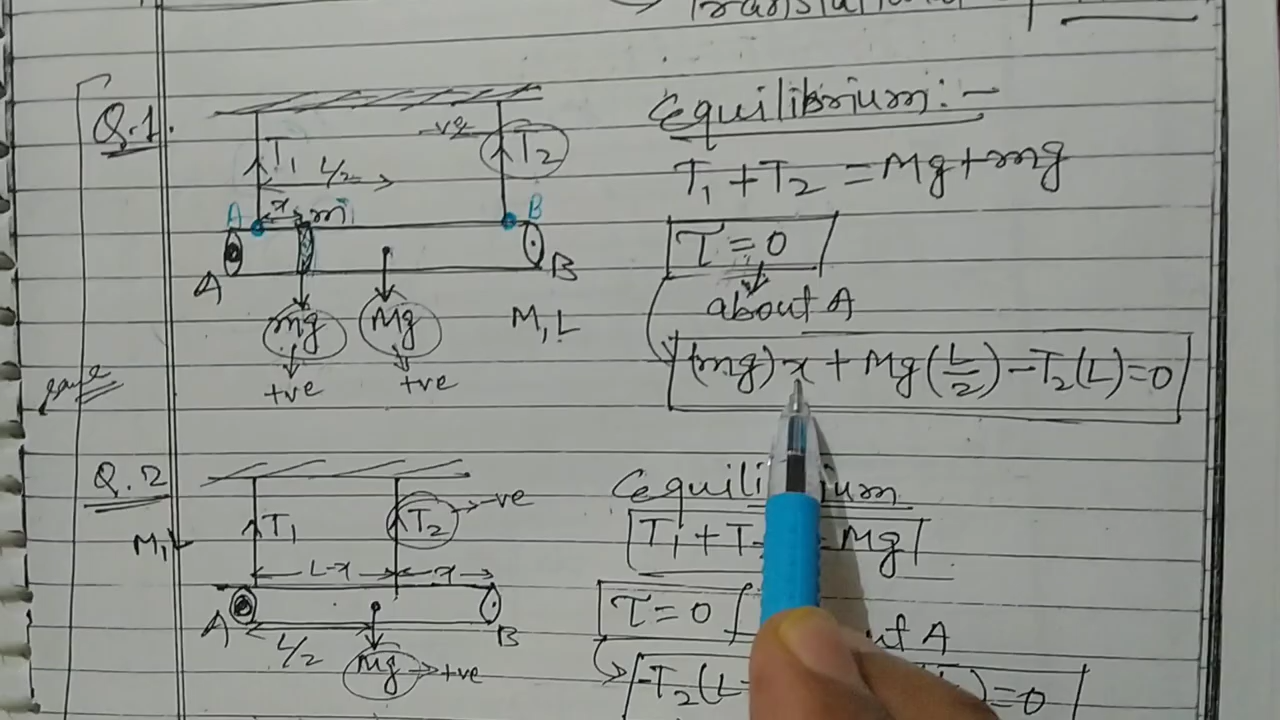 Translational
Q.1.
T₁
L/2
-ve
T₂
A
x
m
B
A
B
mg
Mg
M, L
+ve
+ve
Equilibrium:-
T₁ + T₂ = Mg + mg
τ = 0
about A
(mg)x + Mg(L/2) - T₂(L) = 0
Q.2
M, L
T₁
T₂
-ve
L-x
x
A
B
L/2
Mg
+ve
T₁ + T
Mg
τ = 0
A
-T₂(L
) = 0